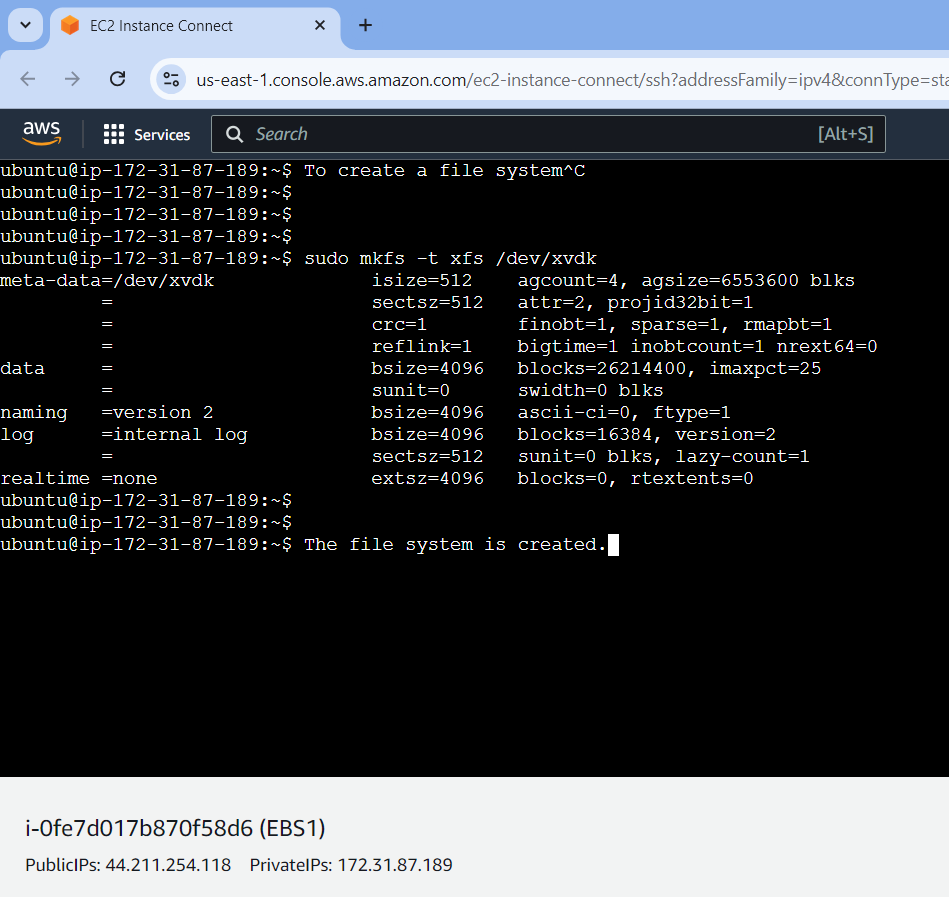 EC2 Instance Connect
us-east-1.console.aws.amazon.com/ec2-instance-connect/ssh?addressFamily=ipv4&connType=sta
aws Services Search [Alt+S]
ubuntu@ip-172-31-87-189:~$ To create a file system^C
ubuntu@ip-172-31-87-189:~$
ubuntu@ip-172-31-87-189:~$
ubuntu@ip-172-31-87-189:~$
ubuntu@ip-172-31-87-189:~$ sudo mkfs -t xfs /dev/xvdk
meta-data=/dev/xvdk              isize=512    agcount=4, agsize=6553600 blks
         =                       sectsz=512   attr=2, projid32bit=1
         =                       crc=1        finobt=1, sparse=1, rmapbt=1
         =                       reflink=1    bigtime=1 inobtcount=1 nrext64=0
data     =                       bsize=4096   blocks=26214400, imaxpct=25
         =                       sunit=0      swidth=0 blks
naming   =version 2              bsize=4096   ascii-ci=0, ftype=1
log      =internal log           bsize=4096   blocks=16384, version=2
         =                       sectsz=512   sunit=0 blks, lazy-count=1
realtime =none                   extsz=4096   blocks=0, rtextents=0
ubuntu@ip-172-31-87-189:~$
ubuntu@ip-172-31-87-189:~$
ubuntu@ip-172-31-87-189:~$ The file system is created.
i-0fe7d017b870f58d6 (EBS1)
PublicIPs: 44.211.254.118 PrivateIPs: 172.31.87.189